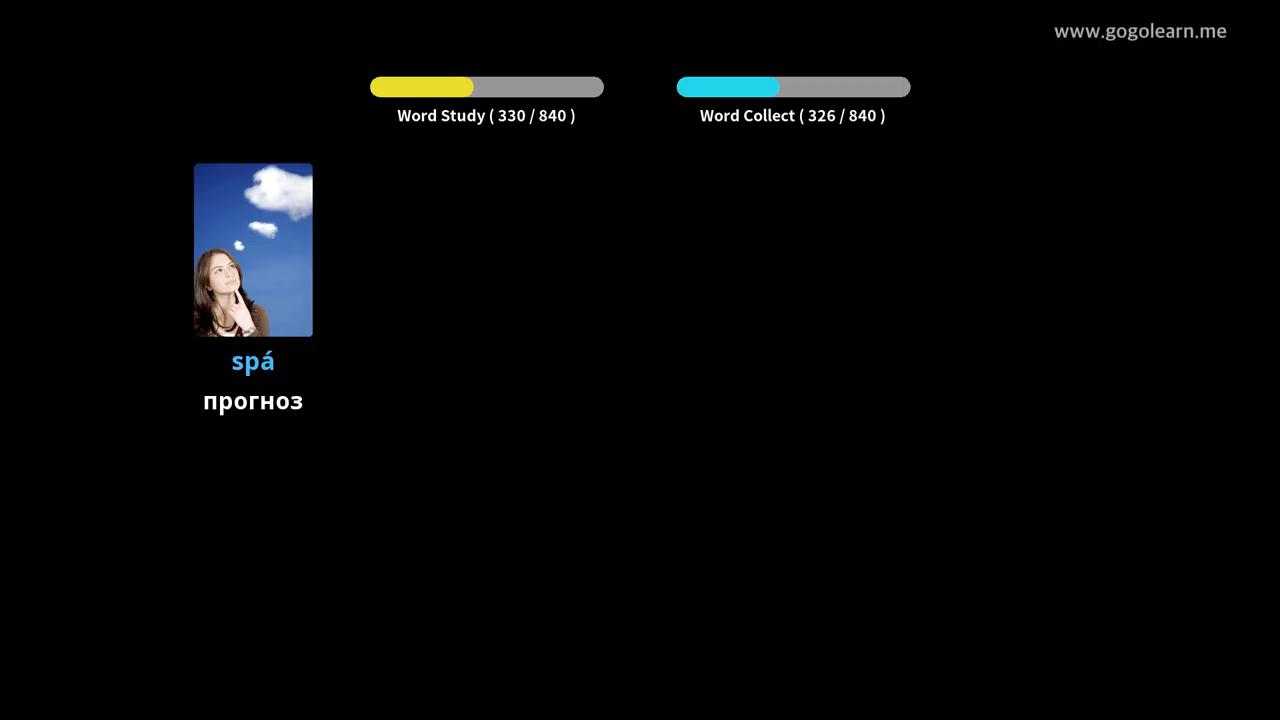 www.gogolearn.me
Word Study ( 330 / 840 )
Word Collect ( 326 / 840 )
spá
прогноз